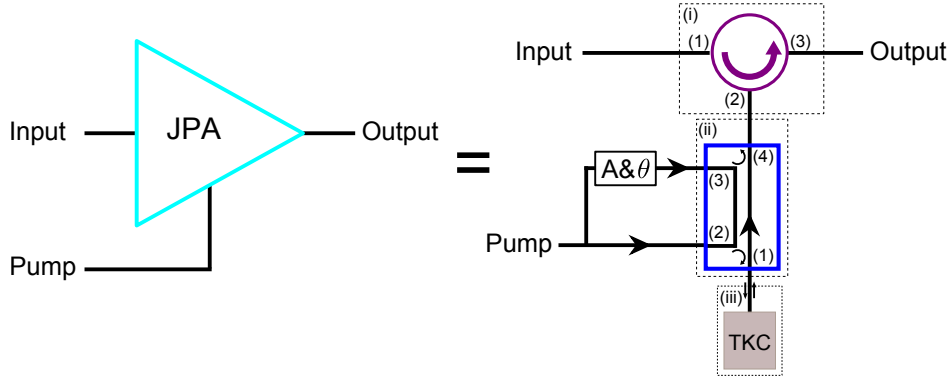 Input
JPA
Output
Pump
=
(i)
Input
(1)
(3)
Output
(2)
(ii)
A&θ
(4)
(3)
Pump
(2)
(1)
(iii)
TKC